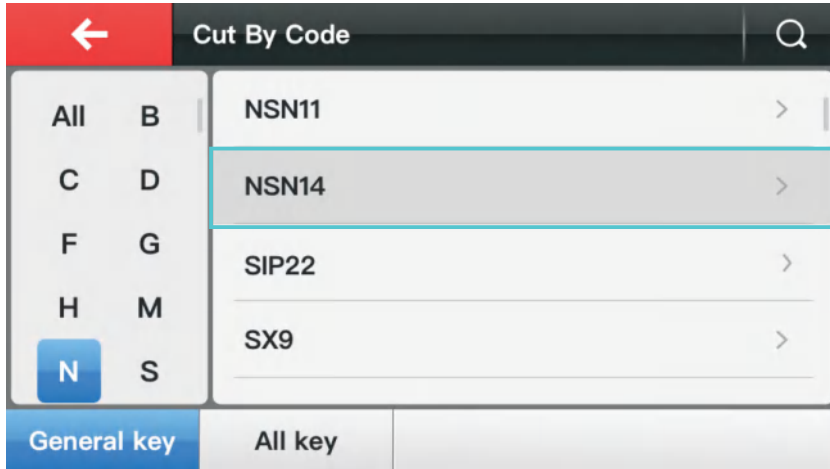 Cut By Code
All B
C D
F G
H M
N S
NSN11
NSN14
SIP22
SX9
General key
All key